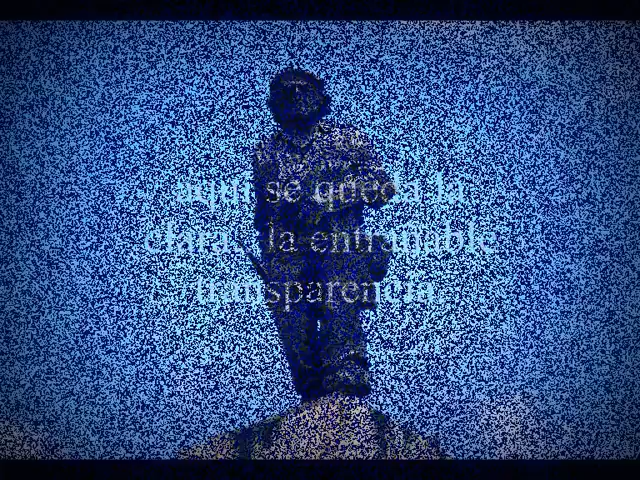 aquí se queda la
clara... la entrañable
transparencia...